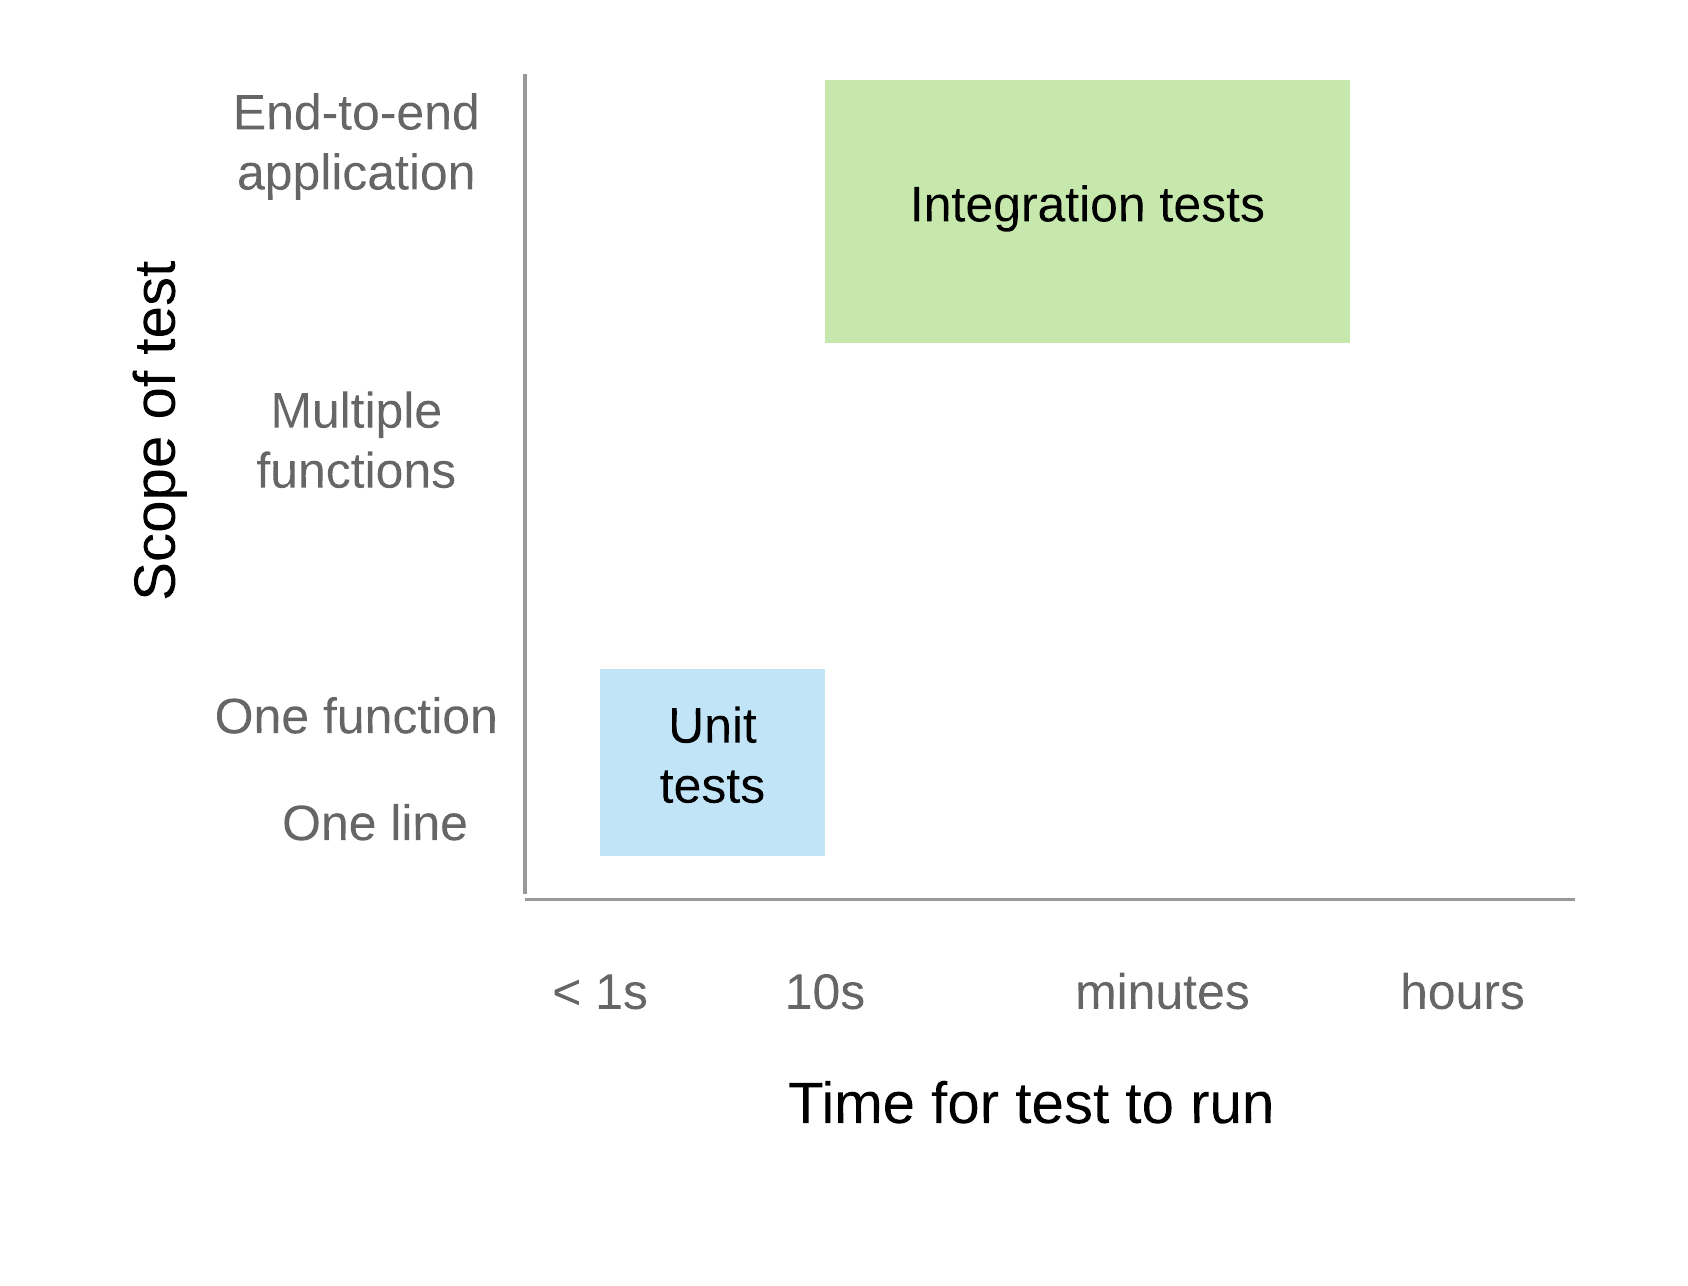 End-to-end
application
Integration tests
Scope of test
Multiple
functions
One function
Unit
tests
One line
< 1s
10s
minutes
hours
Time for test to run